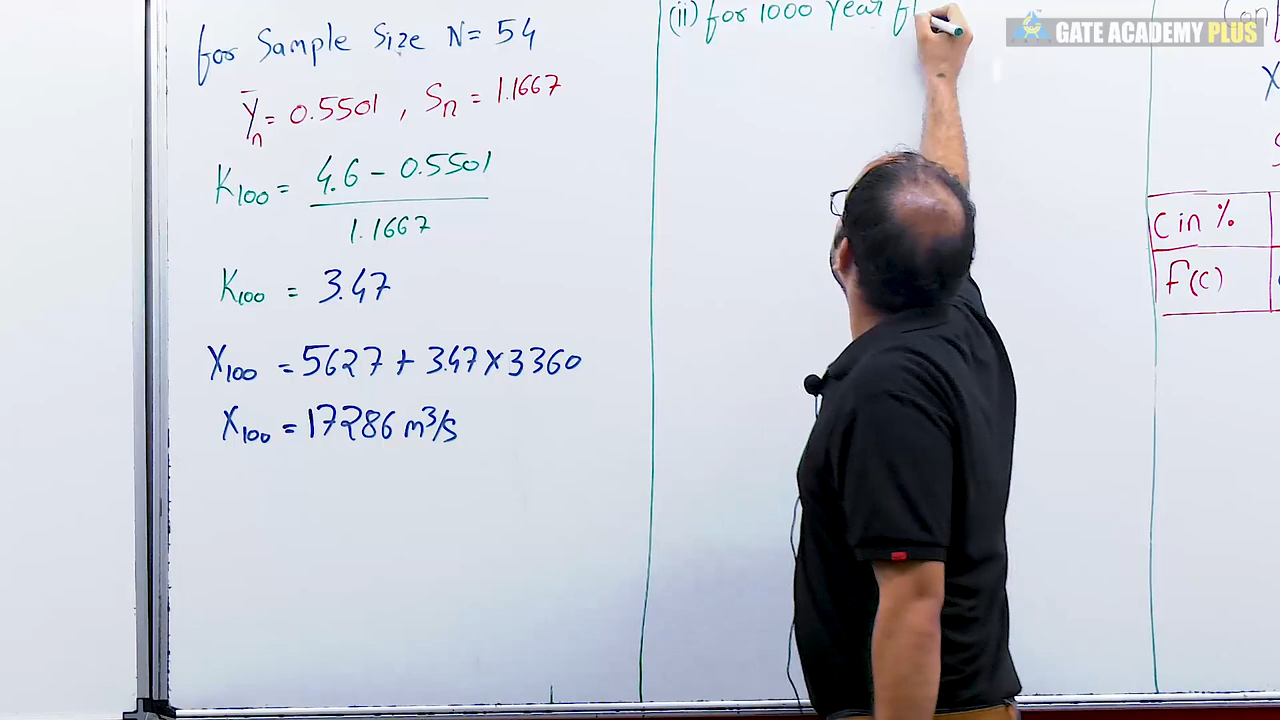 for Sample Size N = 54
ȳn = 0.5501 , Sn = 1.1667
K100 = 4.6 - 0.5501
1.1667
K100 = 3.47
X100 = 5627 + 3.47 × 3360
X100 = 17286 m³/s
(ii) for 1000 Year fl
C in %
f(c)
GATE ACADEMY PLUS